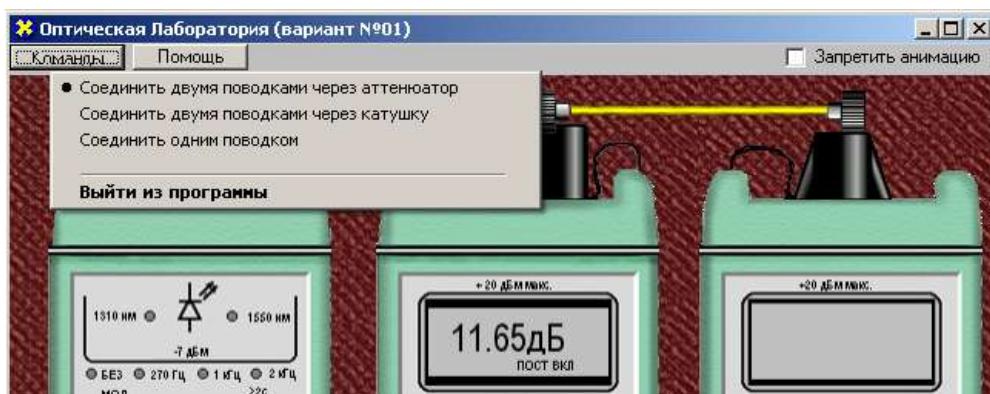 Оптическая Лаборатория (вариант №01)
Команды Помощь Запретить анимацию
Соединить двумя поводками через аттенюатор
Соединить двумя поводками через катушку
Соединить одним поводком
Выйти из программы
+20 дБм макс. +20 дБм макс.
1310 нм 1550 нм
11.65дБ
-7 дБм
ПОСТ ВКЛ
БЕЗ 270 Гц 1 кГц 2 кГц